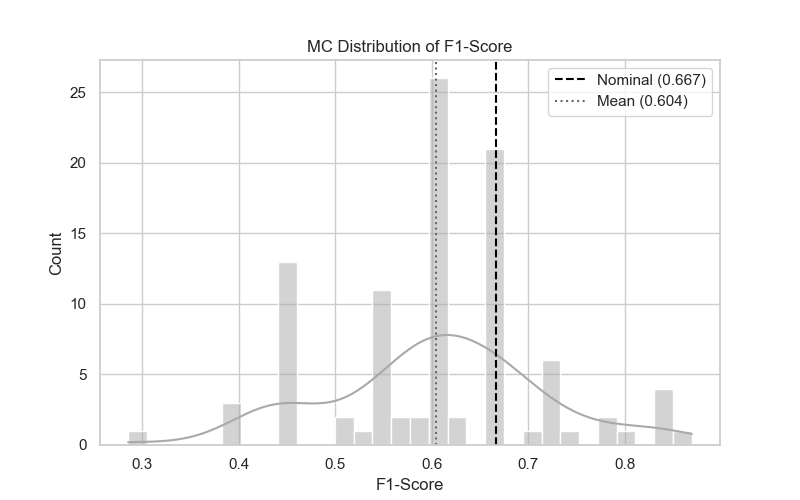 MC Distribution of F1-Score
Nominal (0.667)
Mean (0.604)
Count
25
20
15
10
5
0
0.3 0.4 0.5 0.6 0.7 0.8
F1-Score